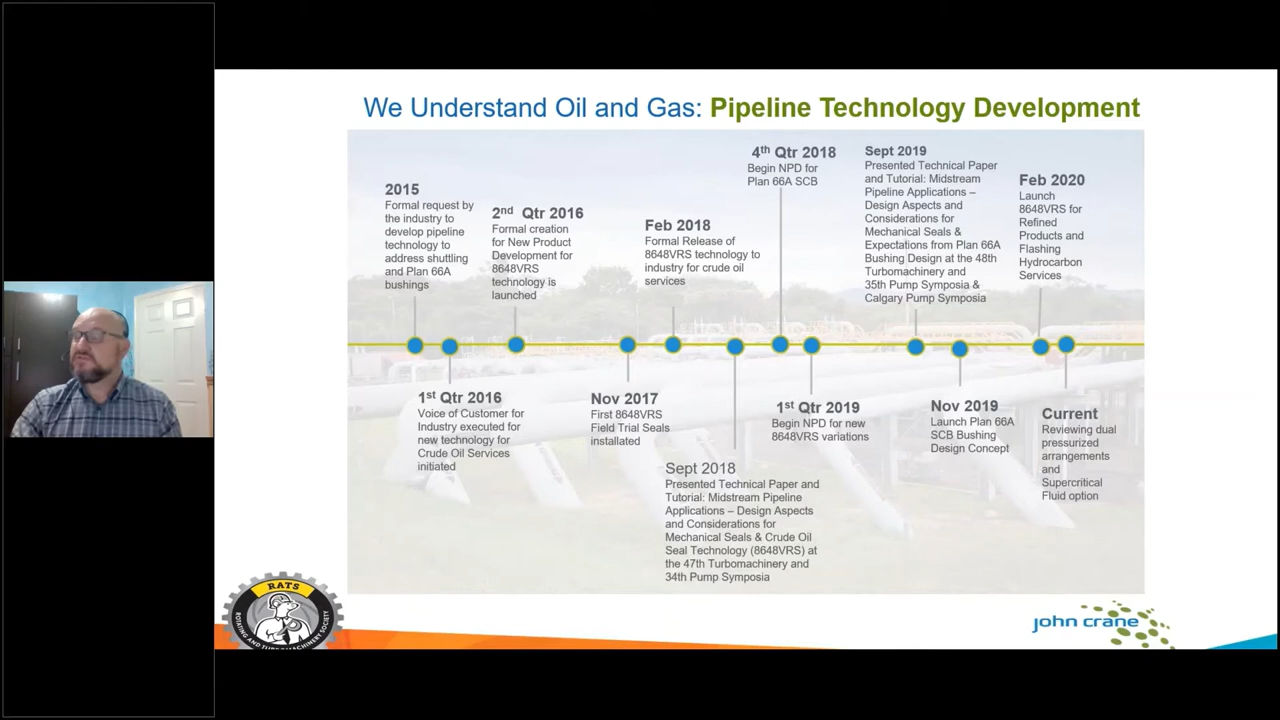 We Understand Oil and Gas: Pipeline Technology Development
2015
Formal request by
the industry to
develop pipeline
technology to
address shuttling
and Plan 66A
bushings
1st Qtr 2016
Voice of Customer for
Industry executed for
new technology for
Crude Oil Services
initiated
2nd Qtr 2016
Formal creation
for New Product
Development for
8648VRS
technology is
launched
Nov 2017
First 8648VRS
Field Trial Seals
installated
Feb 2018
Formal Release of
8648VRS technology to
industry for crude oil
services
Sept 2018
Presented Technical Paper and
Tutorial: Midstream Pipeline
Applications – Design Aspects
and Considerations for
Mechanical Seals & Crude Oil
Seal Technology (8648VRS) at
the 47th Turbomachinery and
34th Pump Symposia
4th Qtr 2018
Begin NPD for
Plan 66A SCB
1st Qtr 2019
Begin NPD for new
8648VRS variations
Sept 2019
Presented Technical Paper
and Tutorial: Midstream
Pipeline Applications –
Design Aspects and
Considerations for
Mechanical Seals &
Expectations from Plan 66A
Bushing Design at the 48th
Turbomachinery and
35th Pump Symposia &
Calgary Pump Symposia
Nov 2019
Launch Plan 66A
SCB Bushing
Design Concept
Feb 2020
Launch
8648VRS for
Refined
Products and
Flashing
Hydrocarbon
Services
Current
Reviewing dual
pressurized
arrangements
and
Supercritical
Fluid option
RATS
ROTATING AND
SOCIETY
john crane